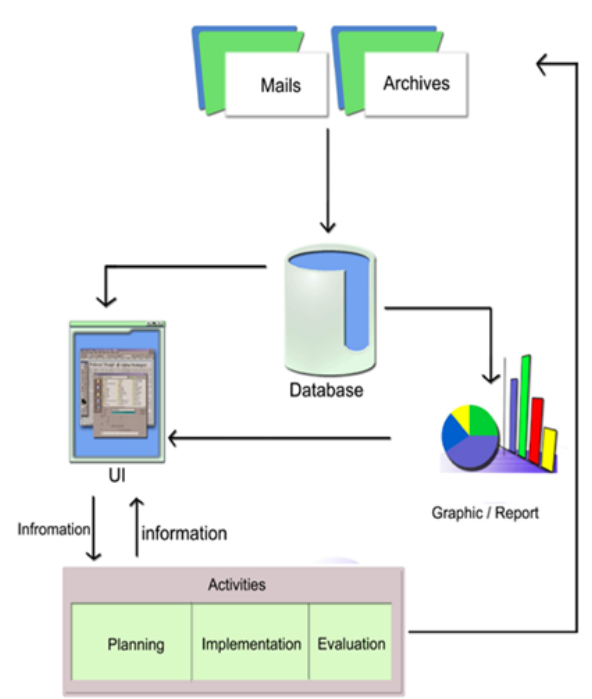 Mails
Archives
Database
UI
Graphic / Report
Infromation
information
Activities
Planning
Implementation
Evaluation